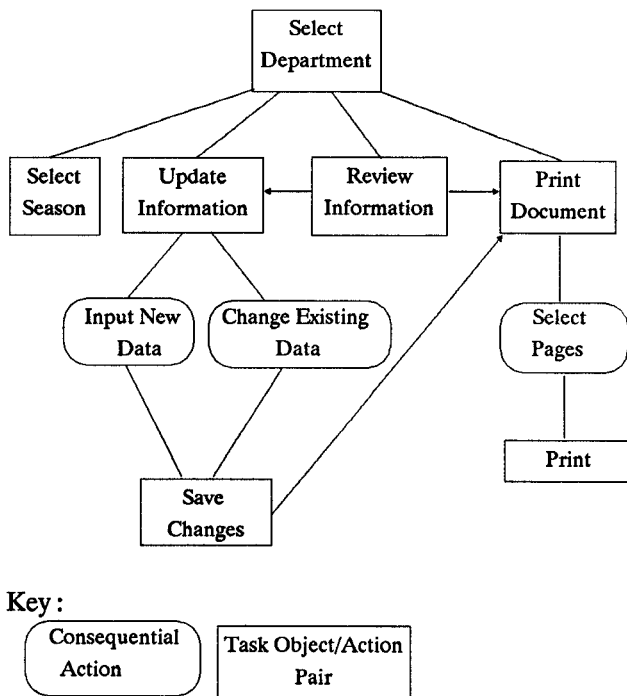 Select
Department
Select
Season
Update
Information
Review
Information
Print
Document
Input New
Data
Change Existing
Data
Select
Pages
Print
Save
Changes
Key :
Consequential
Action
Task Object/Action
Pair